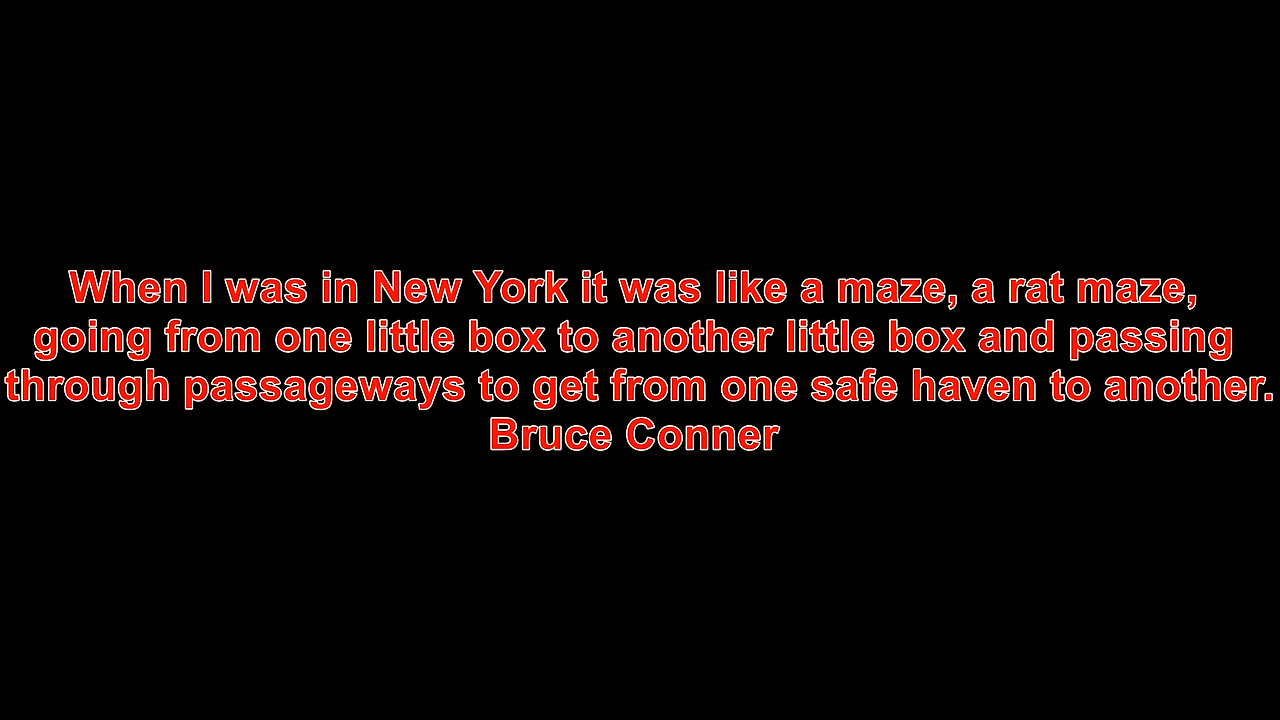 When I was in New York it was like a maze, a rat maze,
going from one little box to another little box and passing
through passageways to get from one safe haven to another.
Bruce Conner